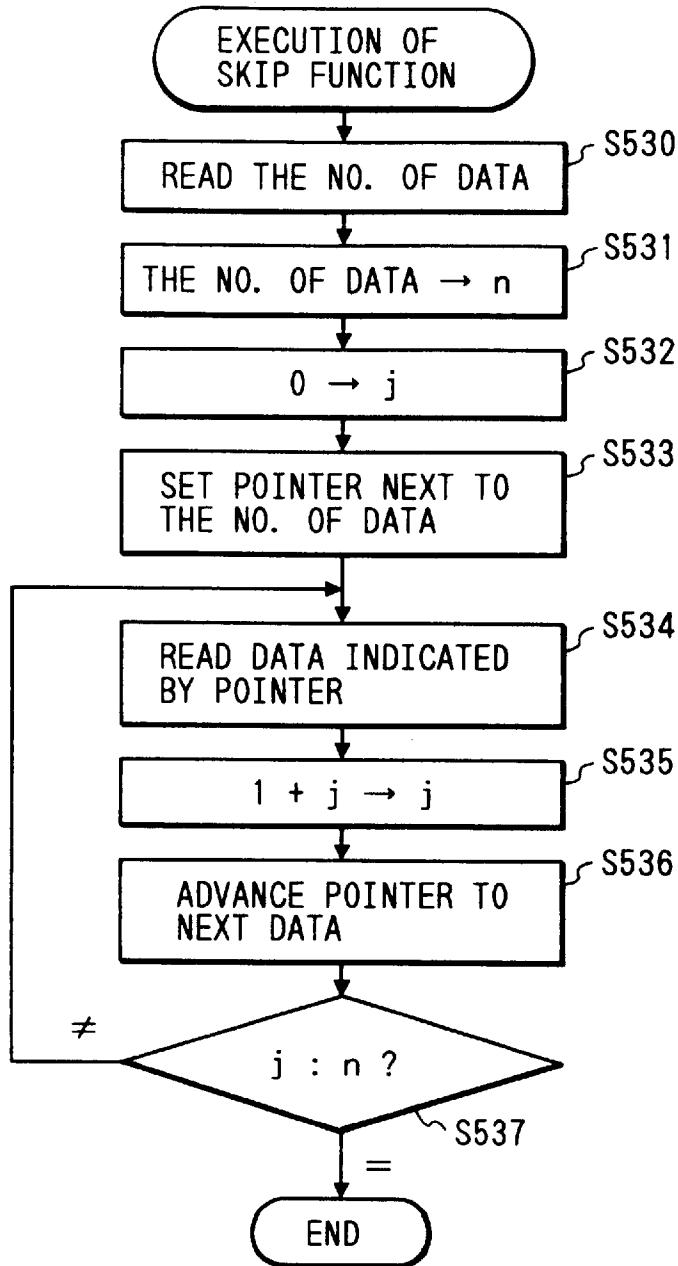 EXECUTION OF
SKIP FUNCTION
S530
READ THE NO. OF DATA
S531
THE NO. OF DATA → n
S532
0 → j
S533
SET POINTER NEXT TO
THE NO. OF DATA
S534
READ DATA INDICATED
BY POINTER
S535
1 + j → j
S536
ADVANCE POINTER TO
NEXT DATA
≠
j : n ?
S537
=
END